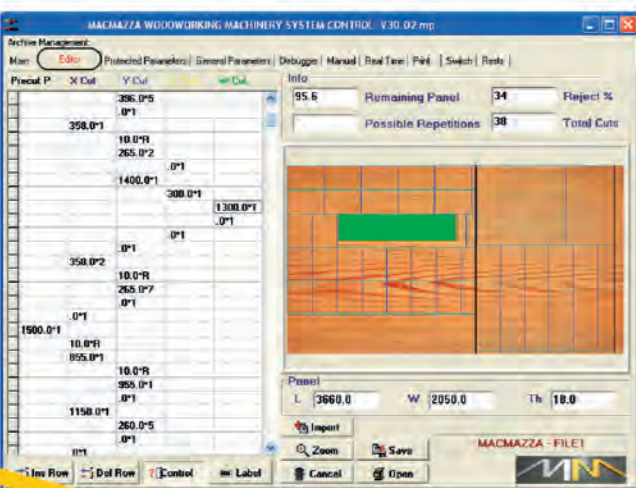 MACMAZZA WOODWORKING MACHINERY SYSTEM CONTROL V30.02 mp
Archive Management
Main Editor Protected Parameters General Parameters Debugger Manual Real Time Print Switch Rests
Precut P X Cut Y Cut Cut
396.0*5
.0*1
358.0*1
10.0*R
265.0*2
.0*1
1400.0*1
300.0*1
1300.0*1
.0*1
.0*1
.0*1
358.0*2
10.0*R
265.0*7
.0*1
.0*1
1500.0*1
10.0*R
855.0*1
10.0*R
955.0*1
.0*1
1150.0*1
260.0*5
.0*1
.0*1
Ins Row Del Row Control Label
Info
95.6 Remaining Panel 34 Reject %
Possible Repetitions 38 Total Cuts
Panel
L 3660.0 W 2050.0 Th 18.0
Import
Zoom Save
Cancel Open
MACMAZZA - FILE1